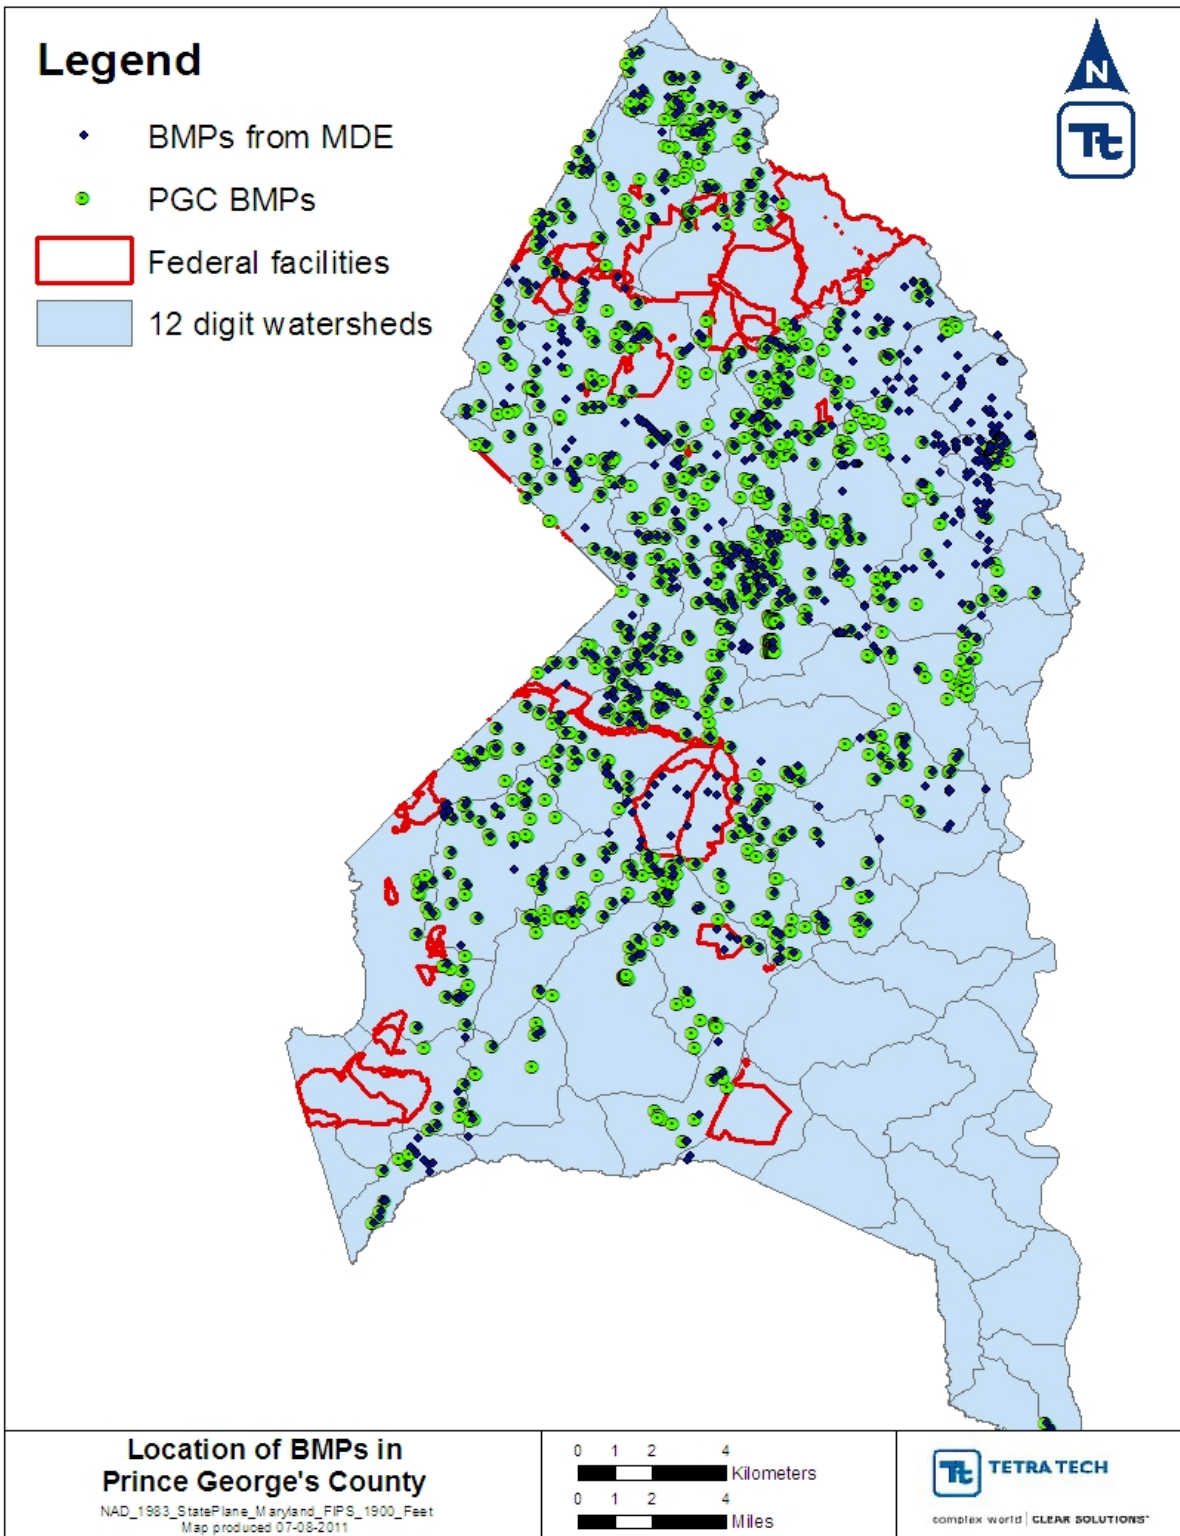 Legend
BMPs from MDE
PGC BMPs
Federal facilities
12 digit watersheds
N
Tt
Location of BMPs in
Prince George's County
NAD_1983_StatePlane_Maryland_FIPS_1900_Feet
Map produced 07-08-2011
0 1 2 4
Kilometers
0 1 2 4
Miles
Tt TETRA TECH
complex world | CLEAR SOLUTIONS™